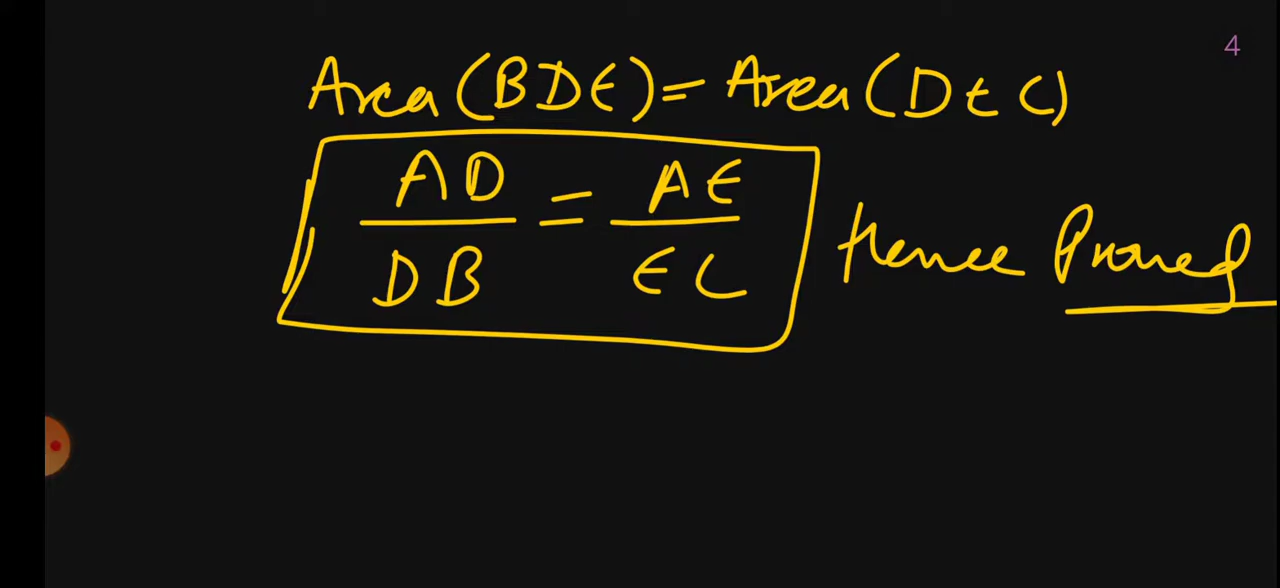 4
Area (BDE) = Area (DEC)
AD/DB = AE/EC Hence Proved